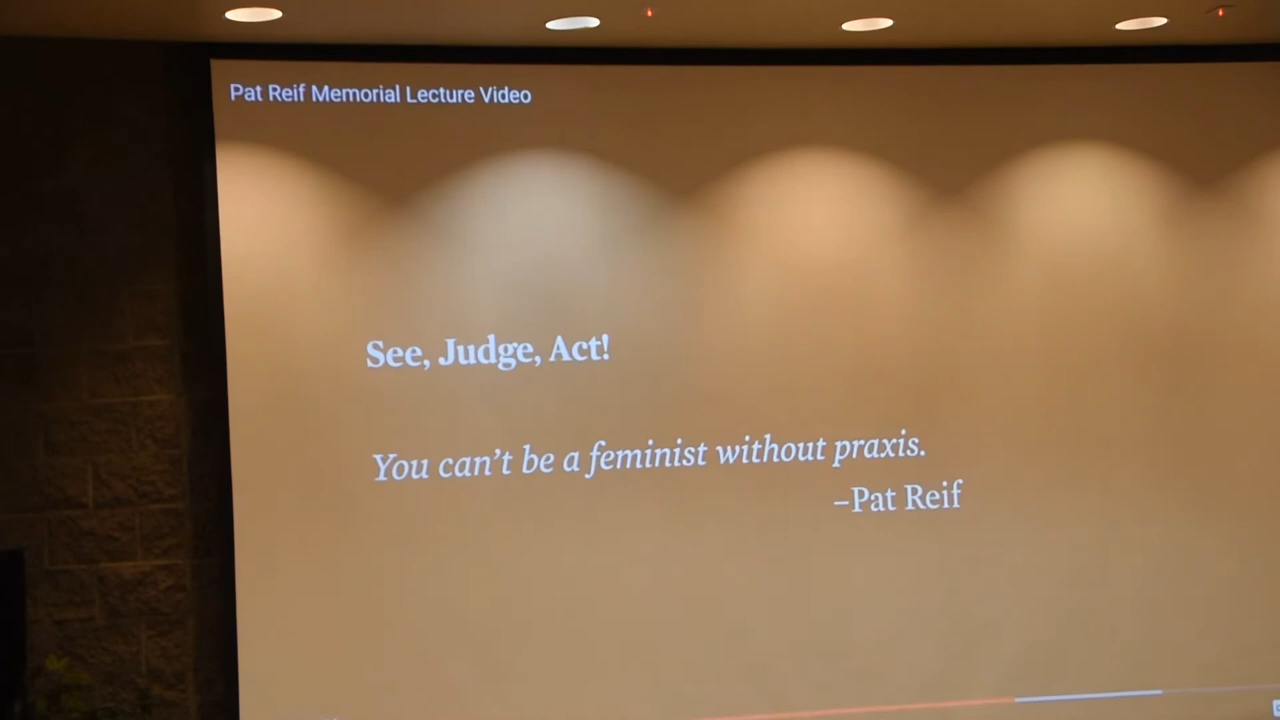 Pat Reif Memorial Lecture Video
See, Judge, Act!
You can't be a feminist without praxis.
–Pat Reif